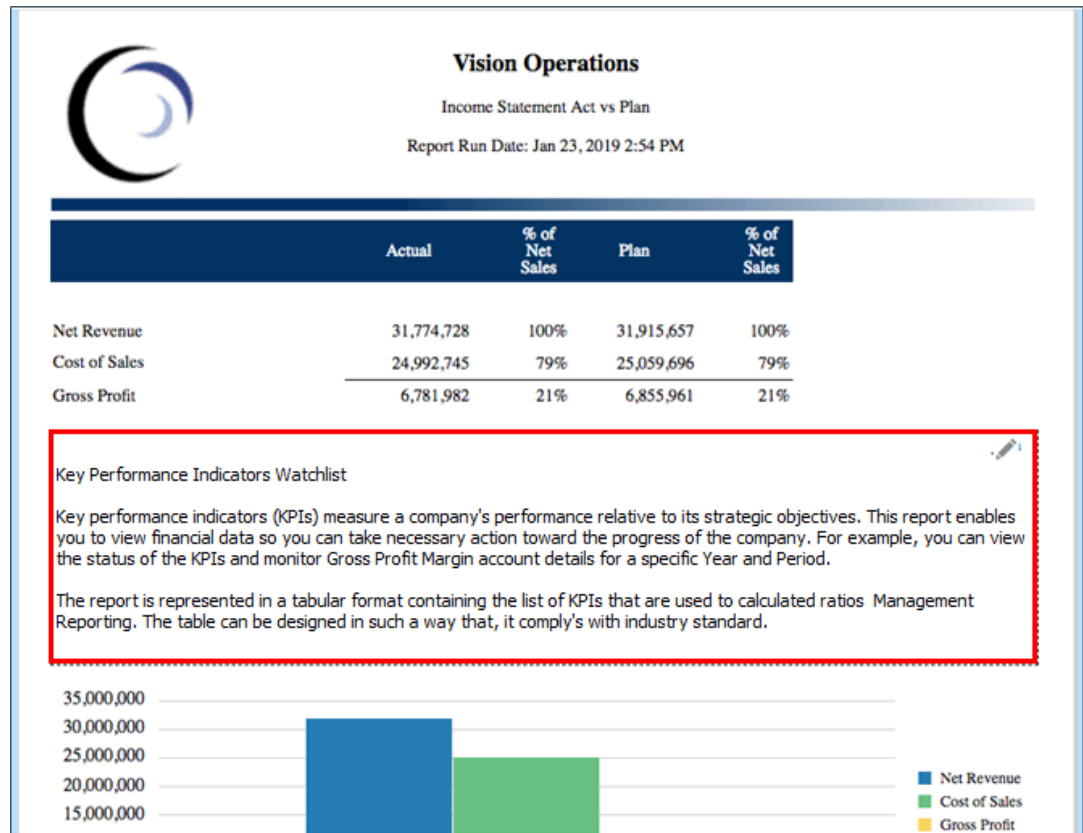 Vision Operations
Income Statement Act vs Plan
Report Run Date: Jan 23, 2019 2:54 PM
Actual % of Net Sales Plan % of Net Sales
Net Revenue 31,774,728 100% 31,915,657 100%
Cost of Sales 24,992,745 79% 25,059,696 79%
Gross Profit 6,781,982 21% 6,855,961 21%
Key Performance Indicators Watchlist
Key performance indicators (KPIs) measure a company's performance relative to its strategic objectives. This report enables
you to view financial data so you can take necessary action toward the progress of the company. For example, you can view
the status of the KPIs and monitor Gross Profit Margin account details for a specific Year and Period.
The report is represented in a tabular format containing the list of KPIs that are used to calculated ratios  Management
Reporting. The table can be designed in such a way that, it comply's with industry standard.
35,000,000
30,000,000
25,000,000
20,000,000
15,000,000
Net Revenue
Cost of Sales
Gross Profit